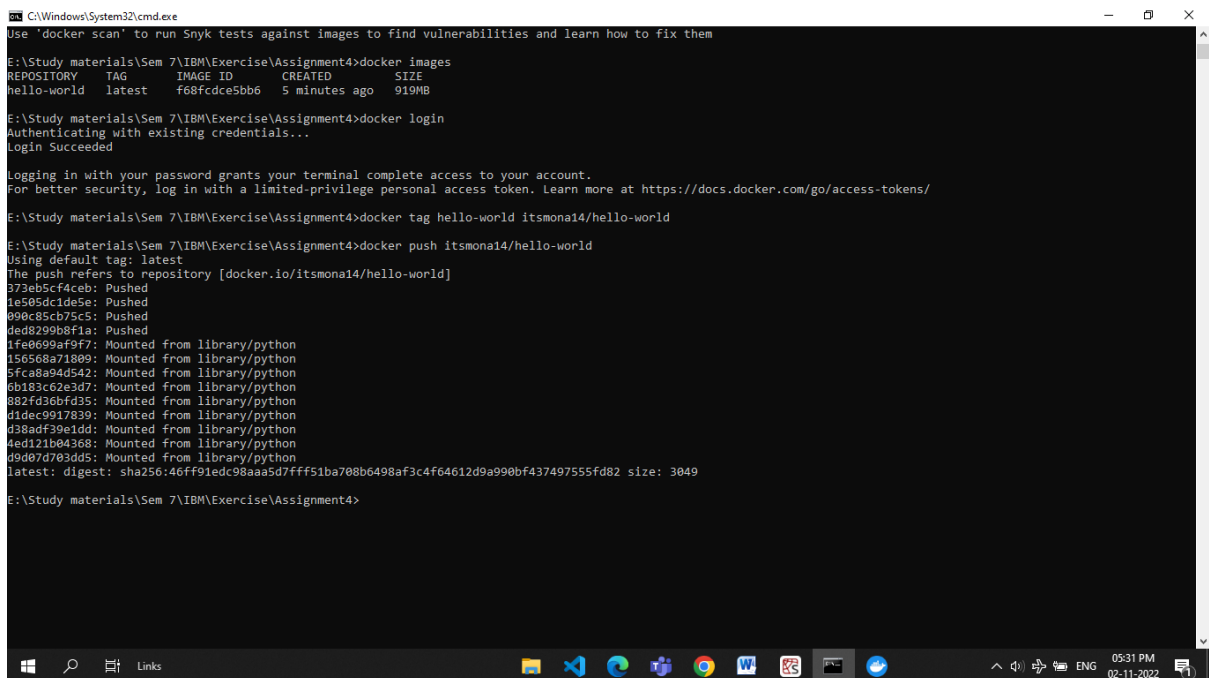 C:\Windows\System32\cmd.exe
Use 'docker scan' to run Snyk tests against images to find vulnerabilities and learn how to fix them
E:\Study materials\Sem 7\IBM\Exercise\Assignment4>docker images
REPOSITORY TAG IMAGE ID CREATED SIZE
hello-world latest f68fcdce5bb6 5 minutes ago 919MB
E:\Study materials\Sem 7\IBM\Exercise\Assignment4>docker login
Authenticating with existing credentials...
Login Succeeded
Logging in with your password grants your terminal complete access to your account.
For better security, log in with a limited-privilege personal access token. Learn more at https://docs.docker.com/go/access-tokens/
E:\Study materials\Sem 7\IBM\Exercise\Assignment4>docker tag hello-world itsmona14/hello-world
E:\Study materials\Sem 7\IBM\Exercise\Assignment4>docker push itsmona14/hello-world
Using default tag: latest
The push refers to repository [docker.io/itsmona14/hello-world]
373eb5cf4ceb: Pushed
1e505dc1de5e: Pushed
090c85cb75c5: Pushed
ded8299b8f1a: Pushed
1fe0699af9f7: Mounted from library/python
156568a71809: Mounted from library/python
5fca8a94d542: Mounted from library/python
6b183c62e3d7: Mounted from library/python
882fd36bfd35: Mounted from library/python
d1dec9917839: Mounted from library/python
d38adf39e1dd: Mounted from library/python
4ed121b04368: Mounted from library/python
d9d07d703dd5: Mounted from library/python
latest: digest: sha256:46ff91edc98aaa5d7fff51ba708b6498af3c4f64612d9a990bf437497555fd82 size: 3049
E:\Study materials\Sem 7\IBM\Exercise\Assignment4>
Links
ENG
05:31 PM
02-11-2022